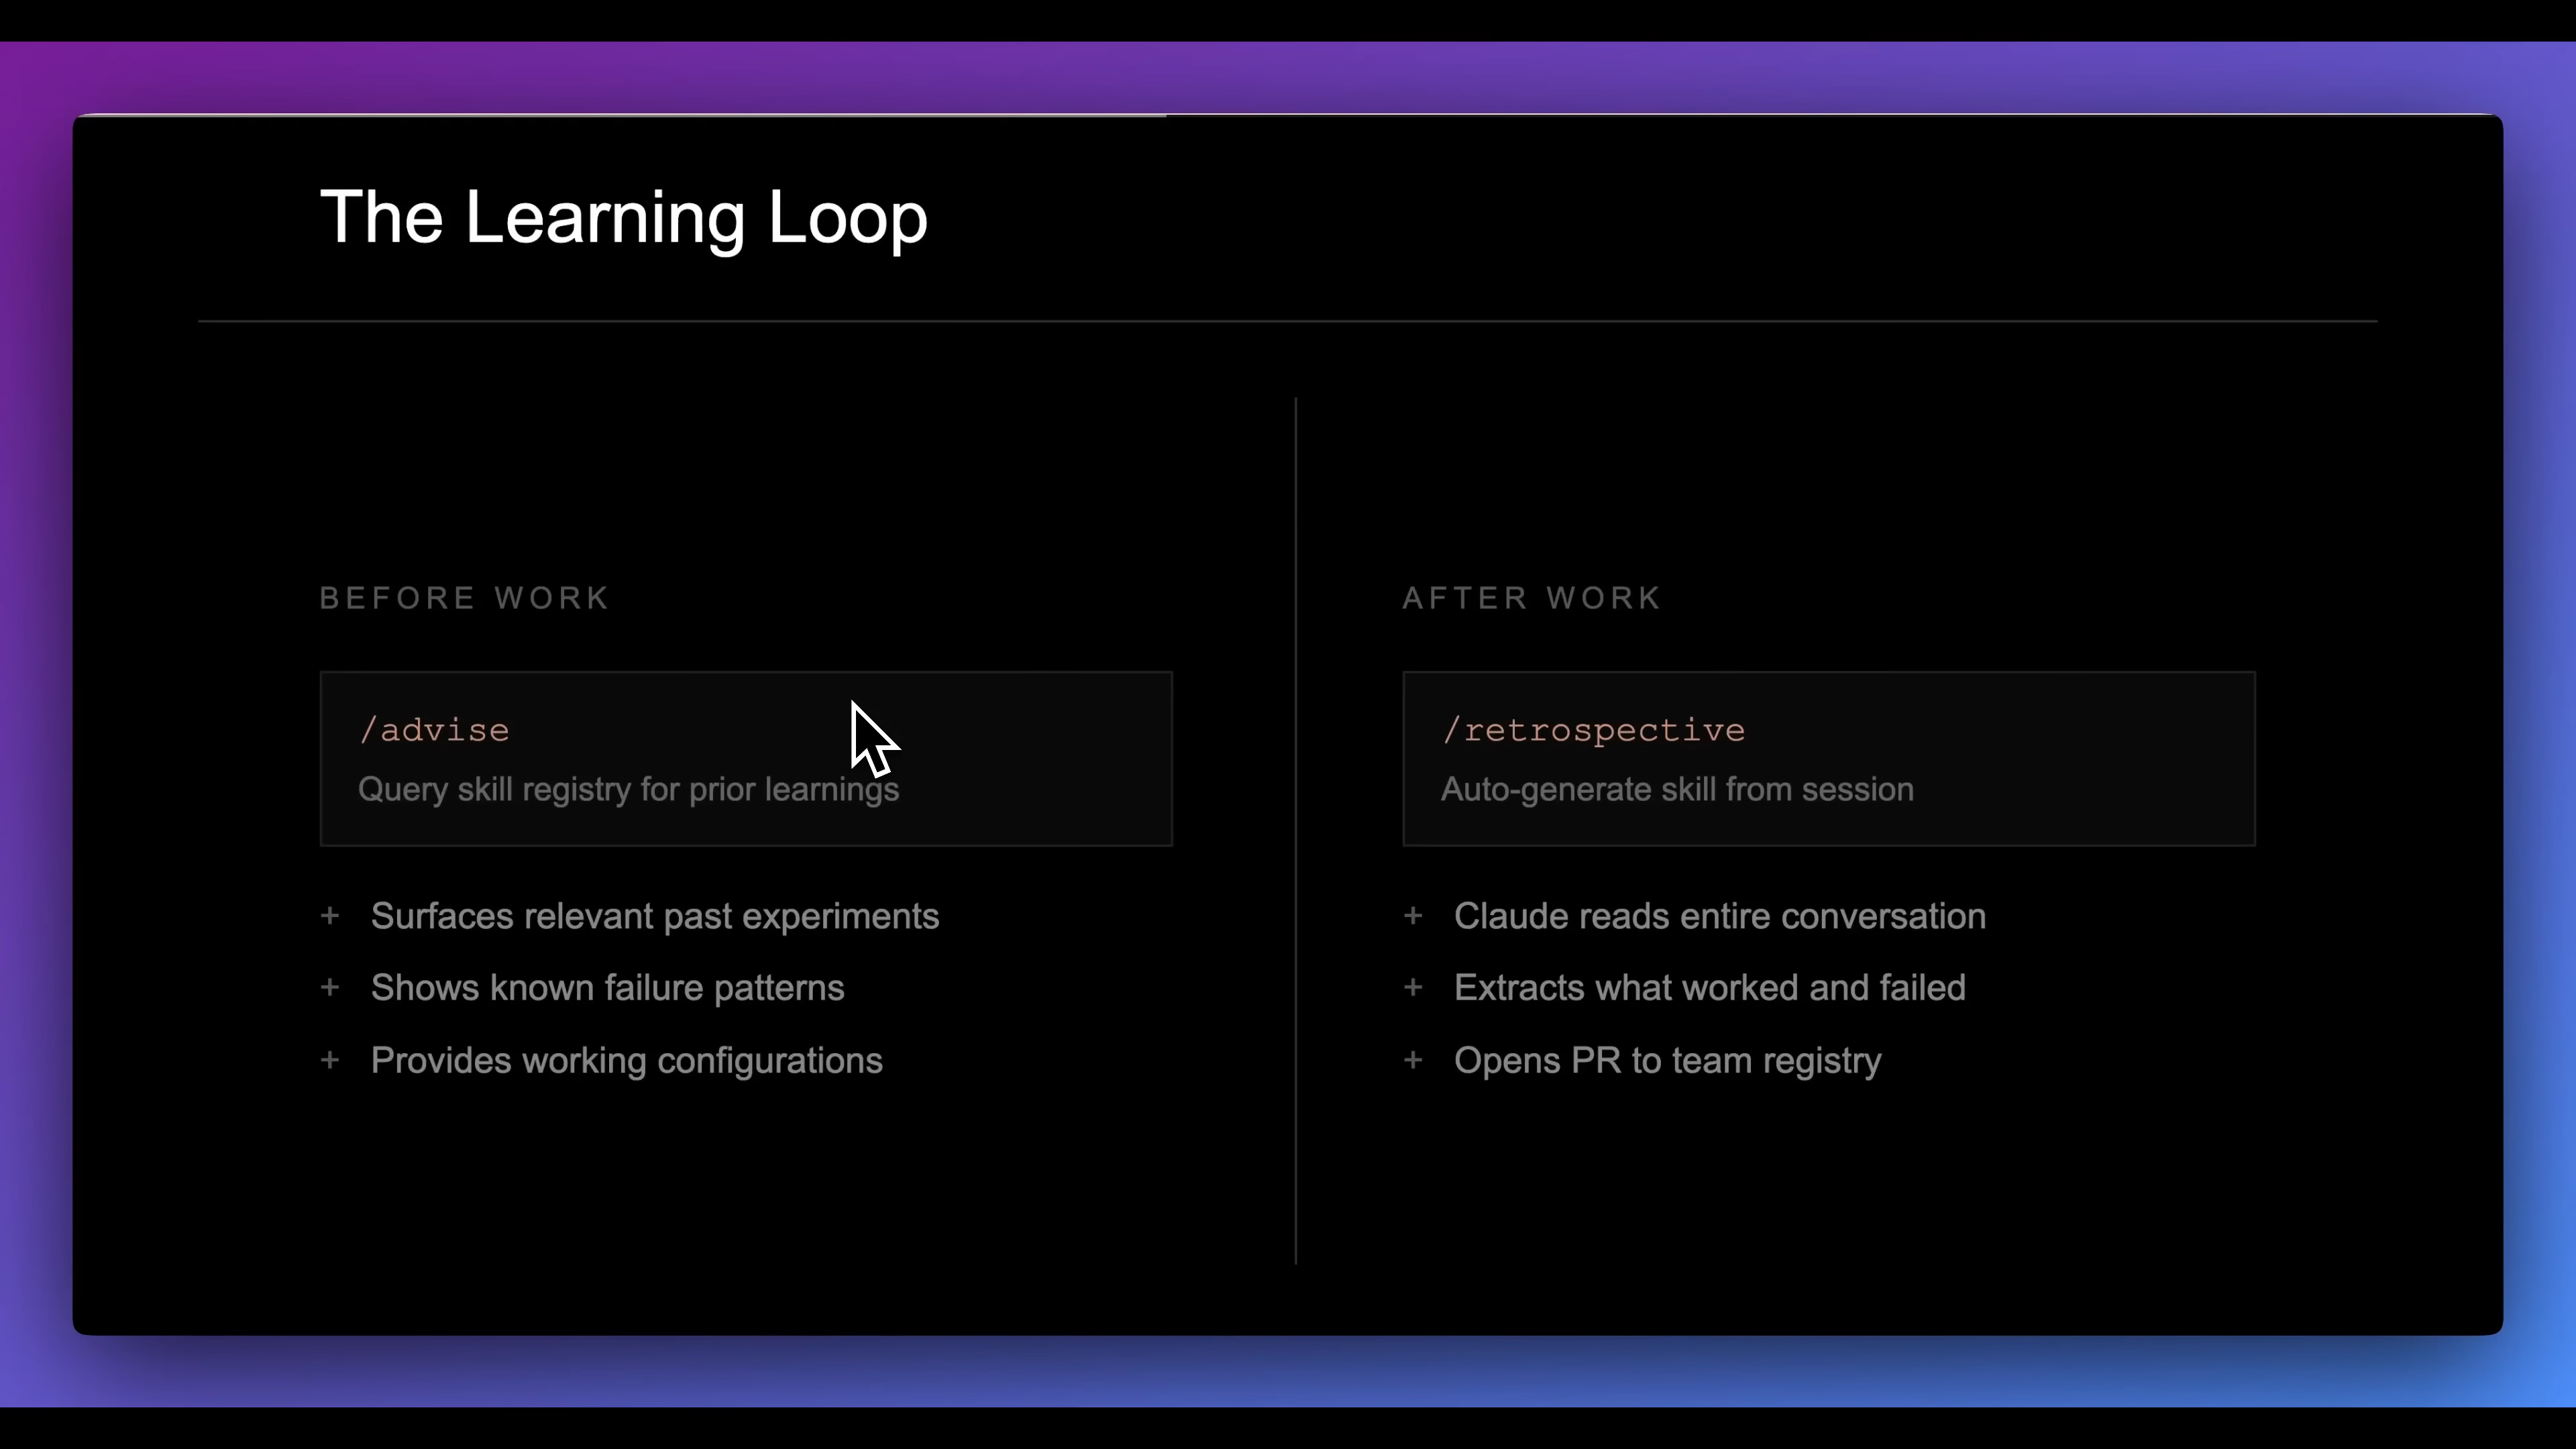 The Learning Loop
BEFORE WORK
/advise
Query skill registry for prior learnings
+ Surfaces relevant past experiments
+ Shows known failure patterns
+ Provides working configurations
AFTER WORK
/retrospective
Auto-generate skill from session
+ Claude reads entire conversation
+ Extracts what worked and failed
+ Opens PR to team registry